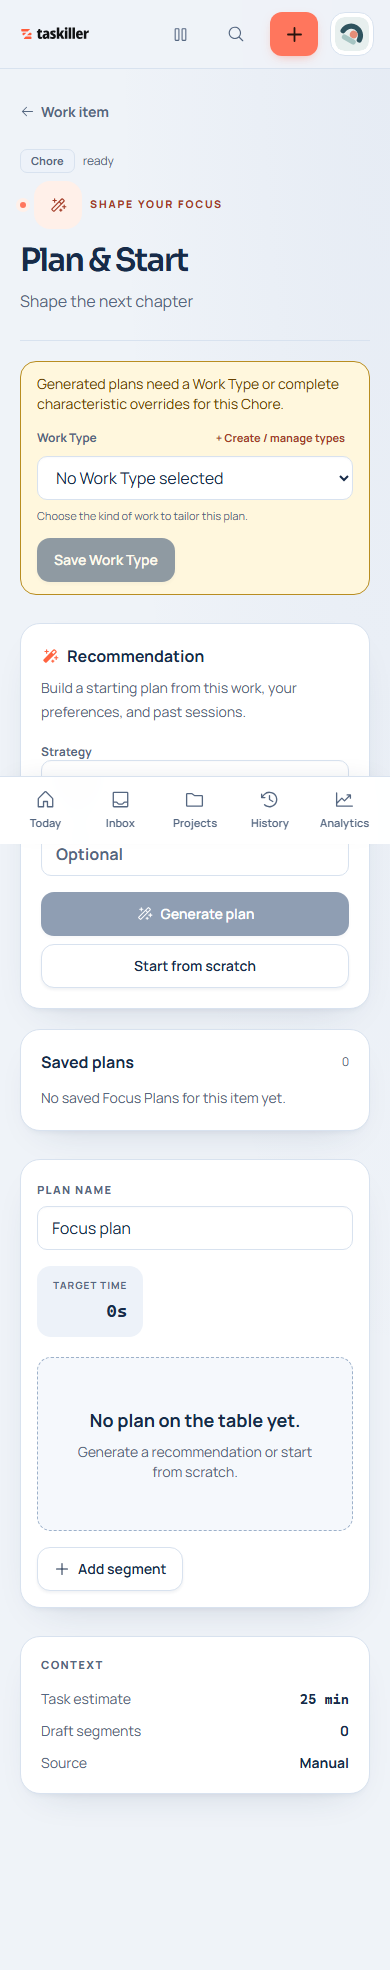 taskiller
Work item
Chore ready
SHAPE YOUR FOCUS
Plan & Start
Shape the next chapter
Generated plans need a Work Type or complete
characteristic overrides for this Chore.
Work Type + Create / manage types
No Work Type selected
Choose the kind of work to tailor this plan.
Save Work Type
Recommendation
Build a starting plan from this work, your
preferences, and past sessions.
Strategy
Today Inbox Projects History Analytics
Optional
Generate plan
Start from scratch
Saved plans 0
No saved Focus Plans for this item yet.
PLAN NAME
Focus plan
TARGET TIME
0s
No plan on the table yet.
Generate a recommendation or start
from scratch.
Add segment
CONTEXT
Task estimate 25 min
Draft segments 0
Source Manual